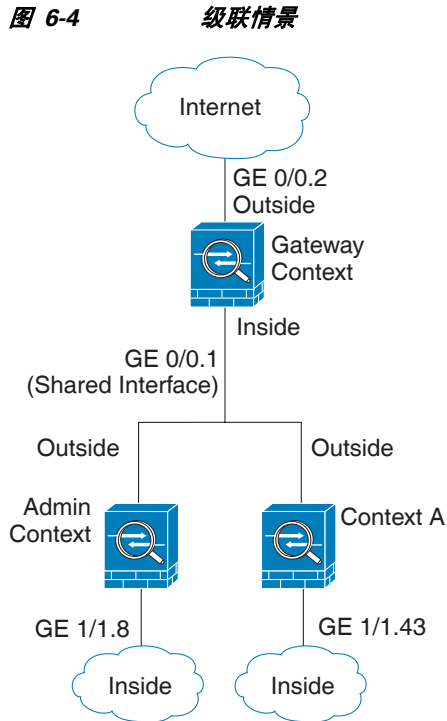 图 6-4 级联情景
Internet
GE 0/0.2
Outside
Gateway
Context
Inside
GE 0/0.1
(Shared Interface)
Outside
Outside
Admin
Context
Context A
GE 1/1.8
GE 1/1.43
Inside
Inside